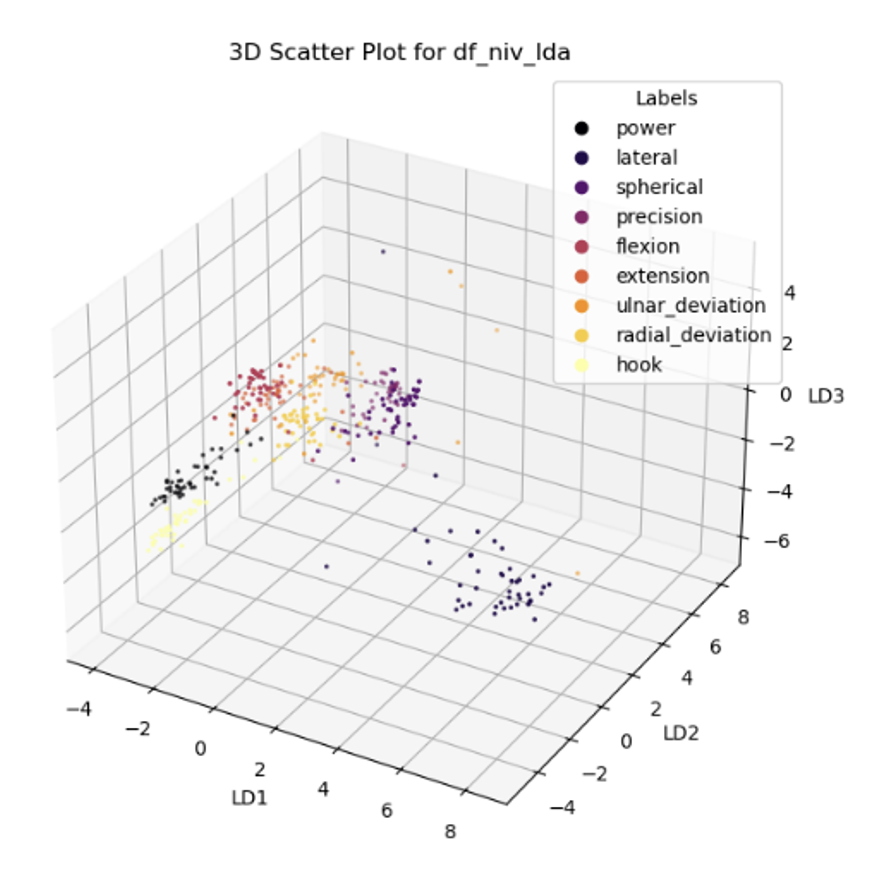 3D Scatter Plot for df_niv_lda
Labels
power
lateral
spherical
precision
flexion
extension
ulnar_deviation
radial_deviation
hook
4
2
0
−2
−4
−6
LD3
8
6
4
2
0
−2
−4
LD2
−4
−2
0
2
4
6
8
LD1